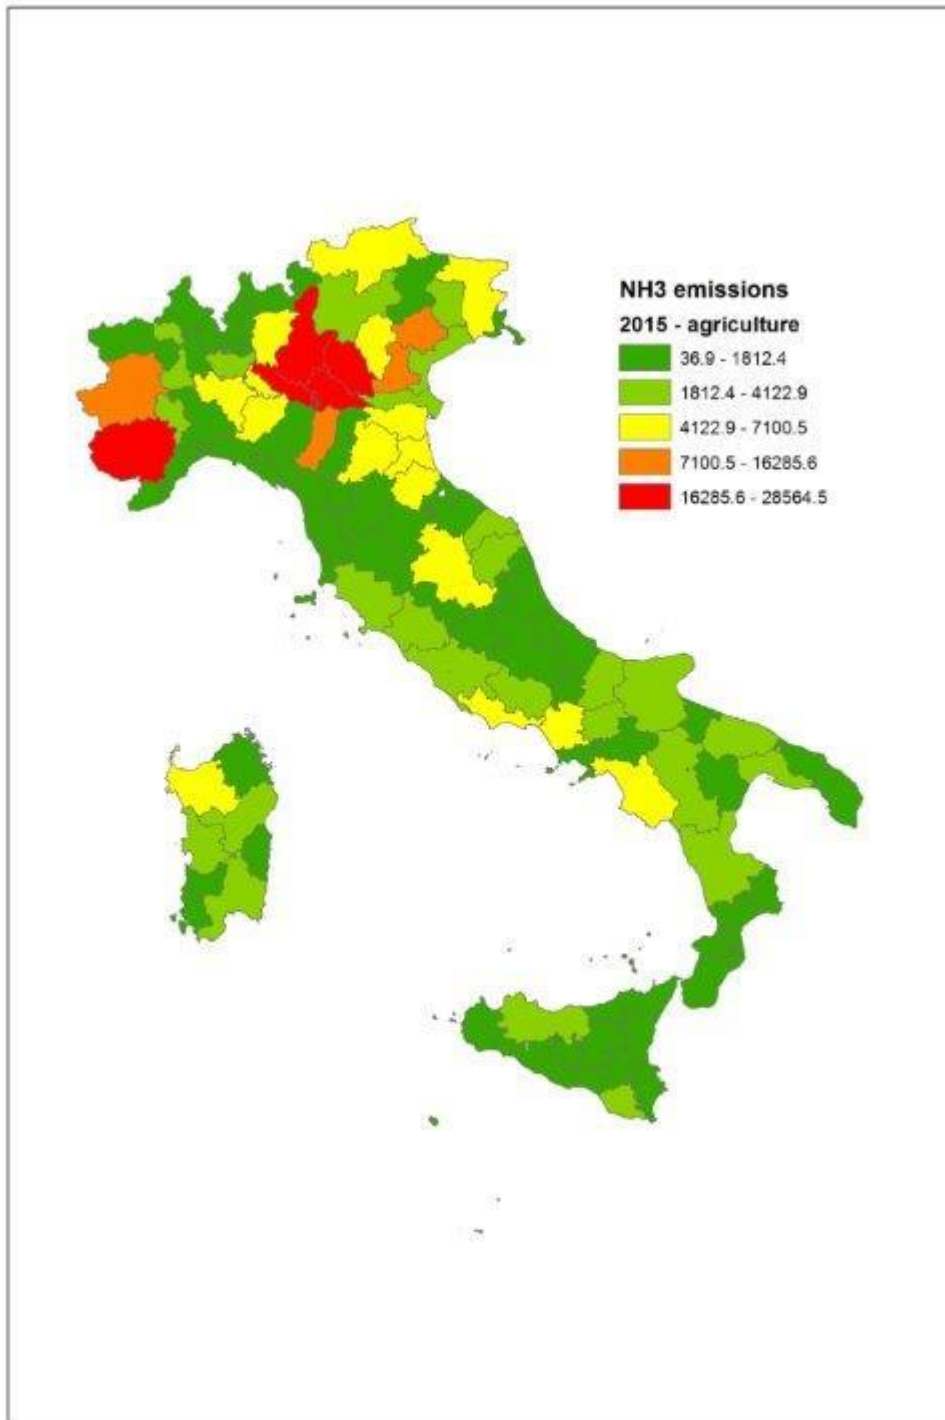 NH3 emissions
2015 - agriculture
36.9 - 1812.4
1812.4 - 4122.9
4122.9 - 7100.5
7100.5 - 16285.6
16285.6 - 28564.5